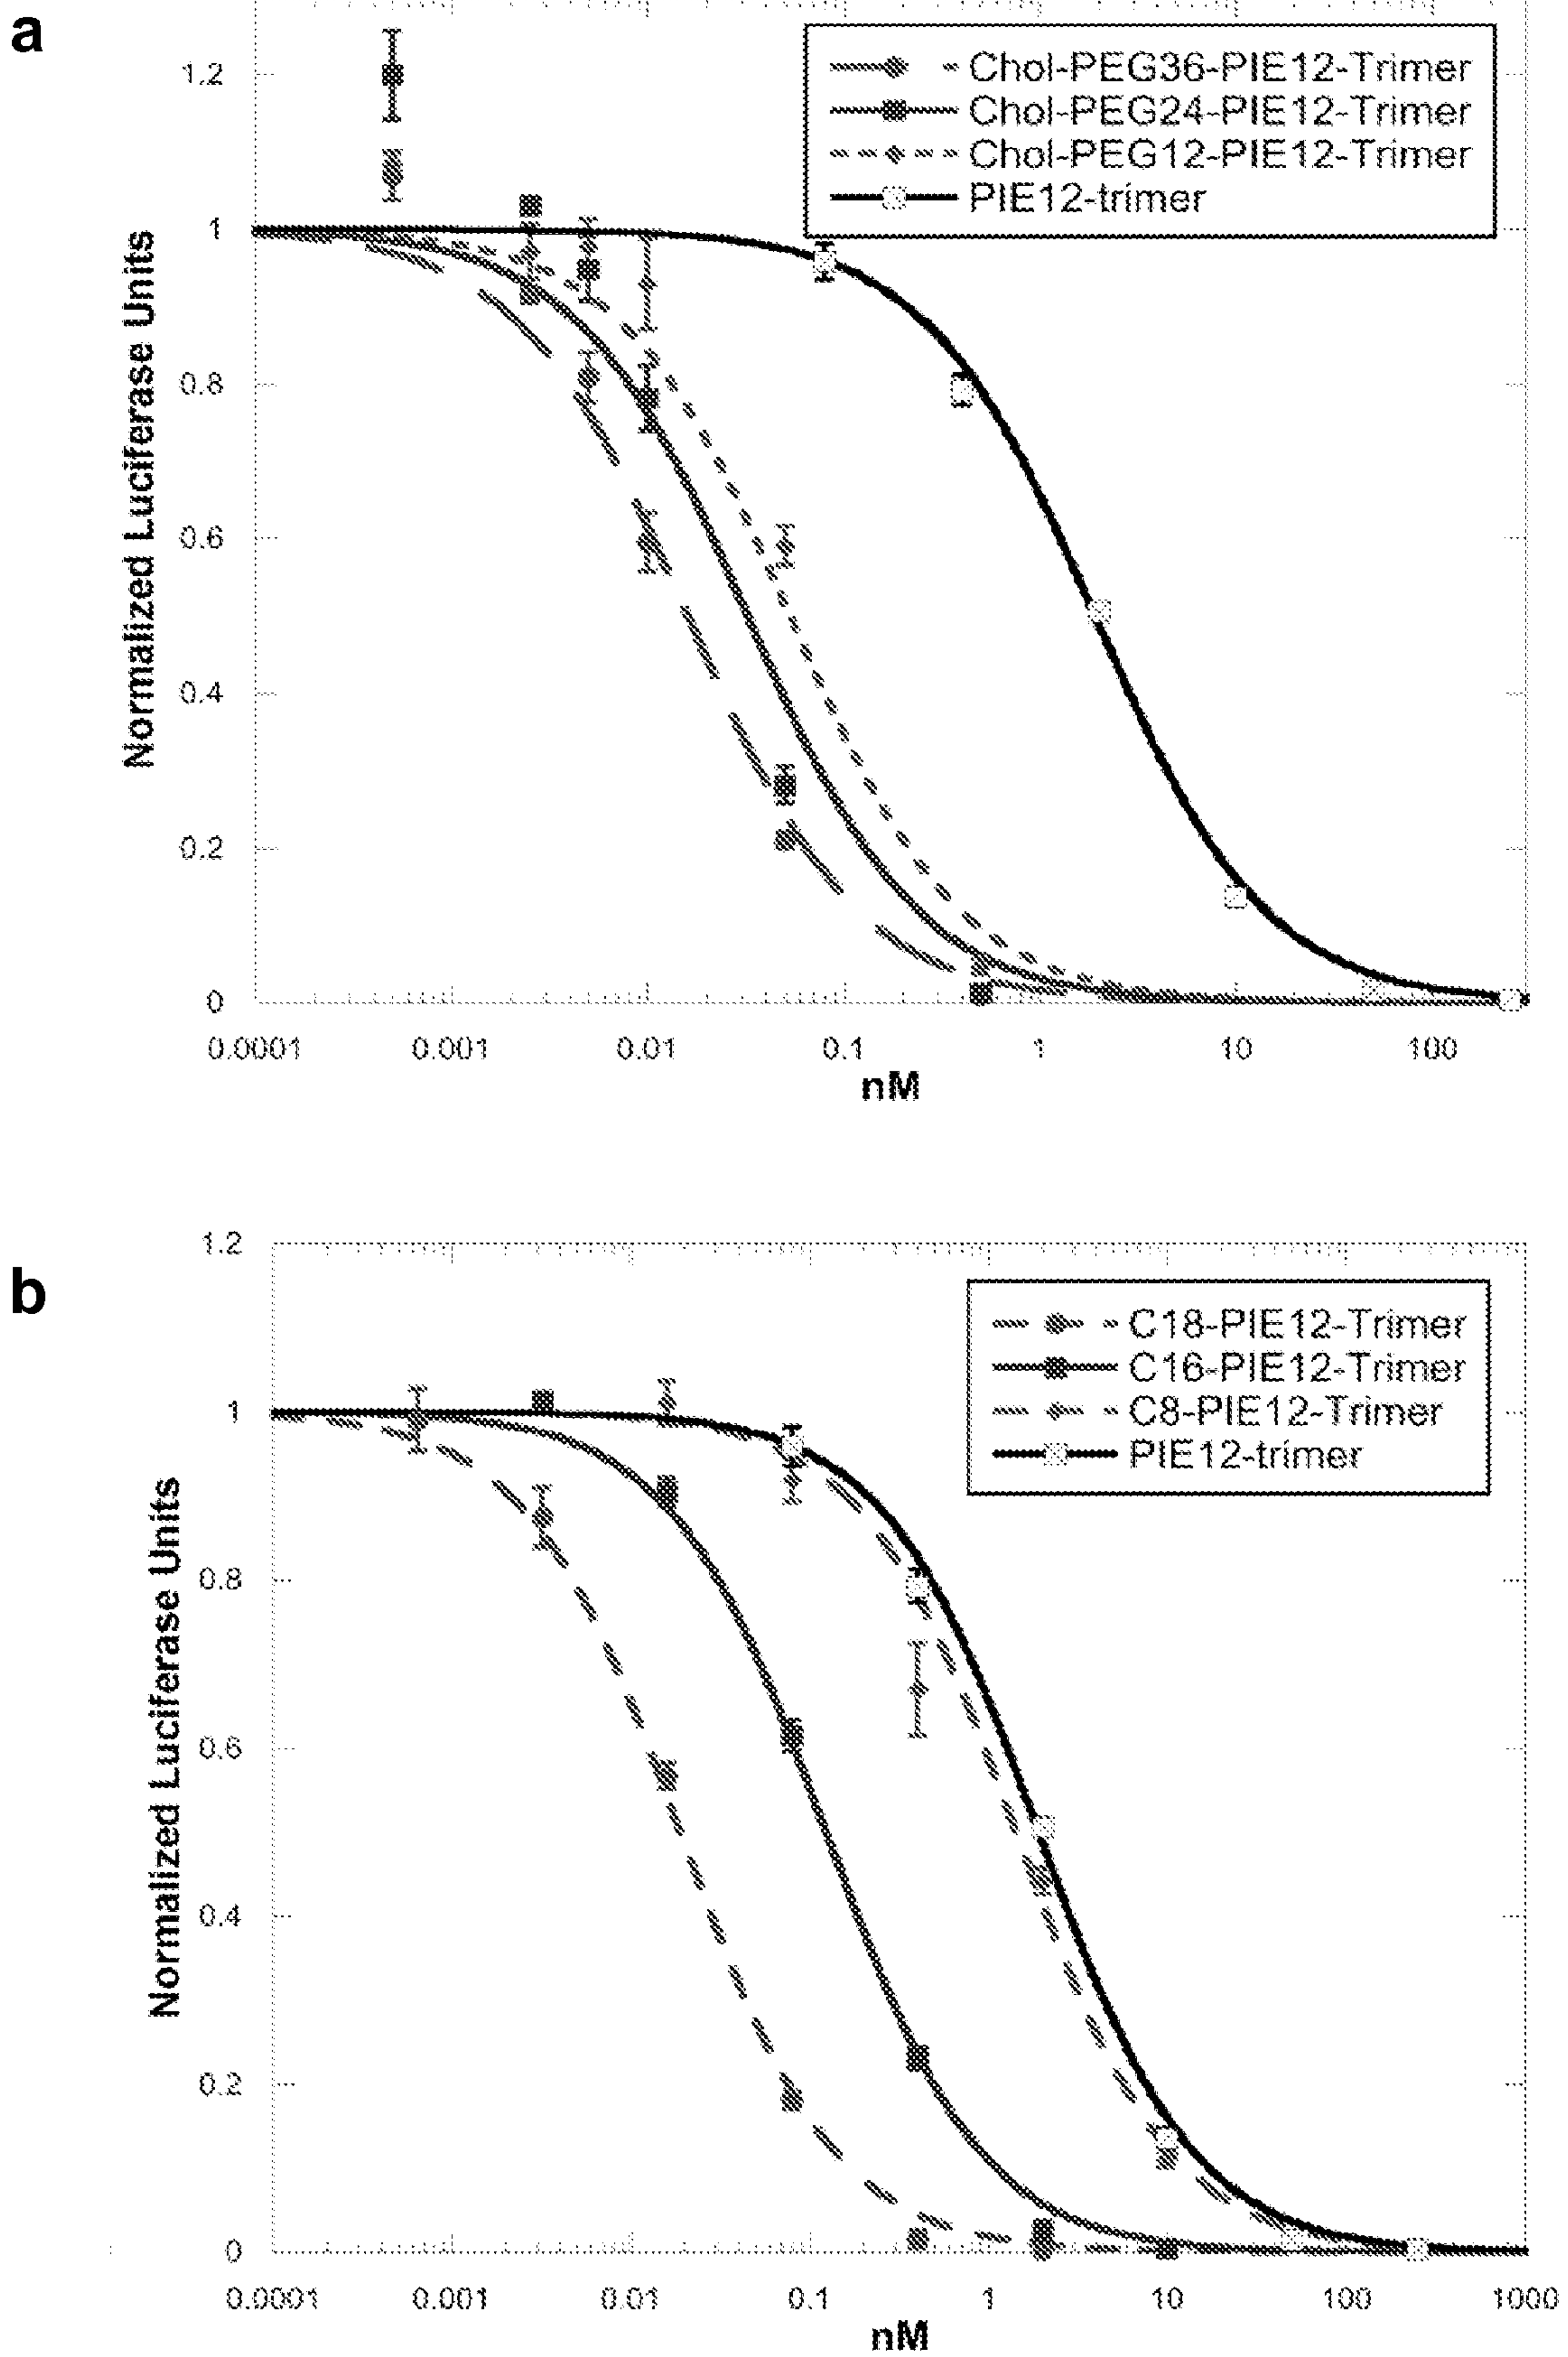 a
Chol-PEG36-PIE12-Trimer
Chol-PEG24-PIE12-Trimer
Chol-PEG12-PIE12-Trimer
PIE12-trimer
Normalized Luciferase Units
1.2
1
0.8
0.6
0.4
0.2
0
0.0001 0.001 0.01 0.1 1 10 100
nM
b
C18-PIE12-Trimer
C16-PIE12-Trimer
C8-PIE12-Trimer
PIE12-trimer
Normalized Luciferase Units
1.2
1
0.8
0.6
0.4
0.2
0
0.0001 0.001 0.01 0.1 1 10 100 1000
nM